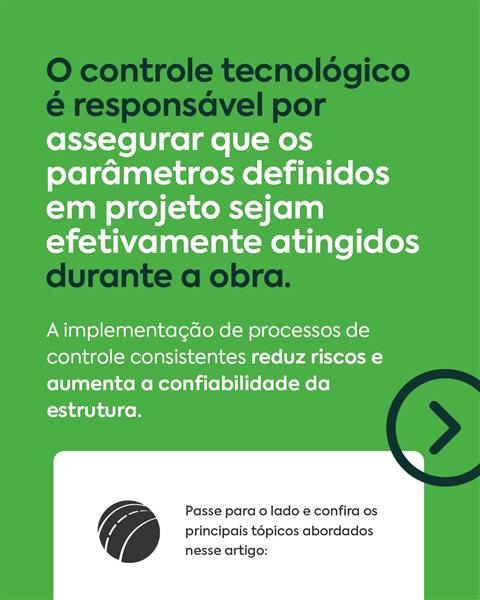 O controle tecnológico
é responsável por
assegurar que os
parâmetros definidos
em projeto sejam
efetivamente atingidos
durante a obra.
A implementação de processos de
controle consistentes reduz riscos e
aumenta a confiabilidade da
estrutura.
Passe para o lado e confira os
principais tópicos abordados
nesse artigo: